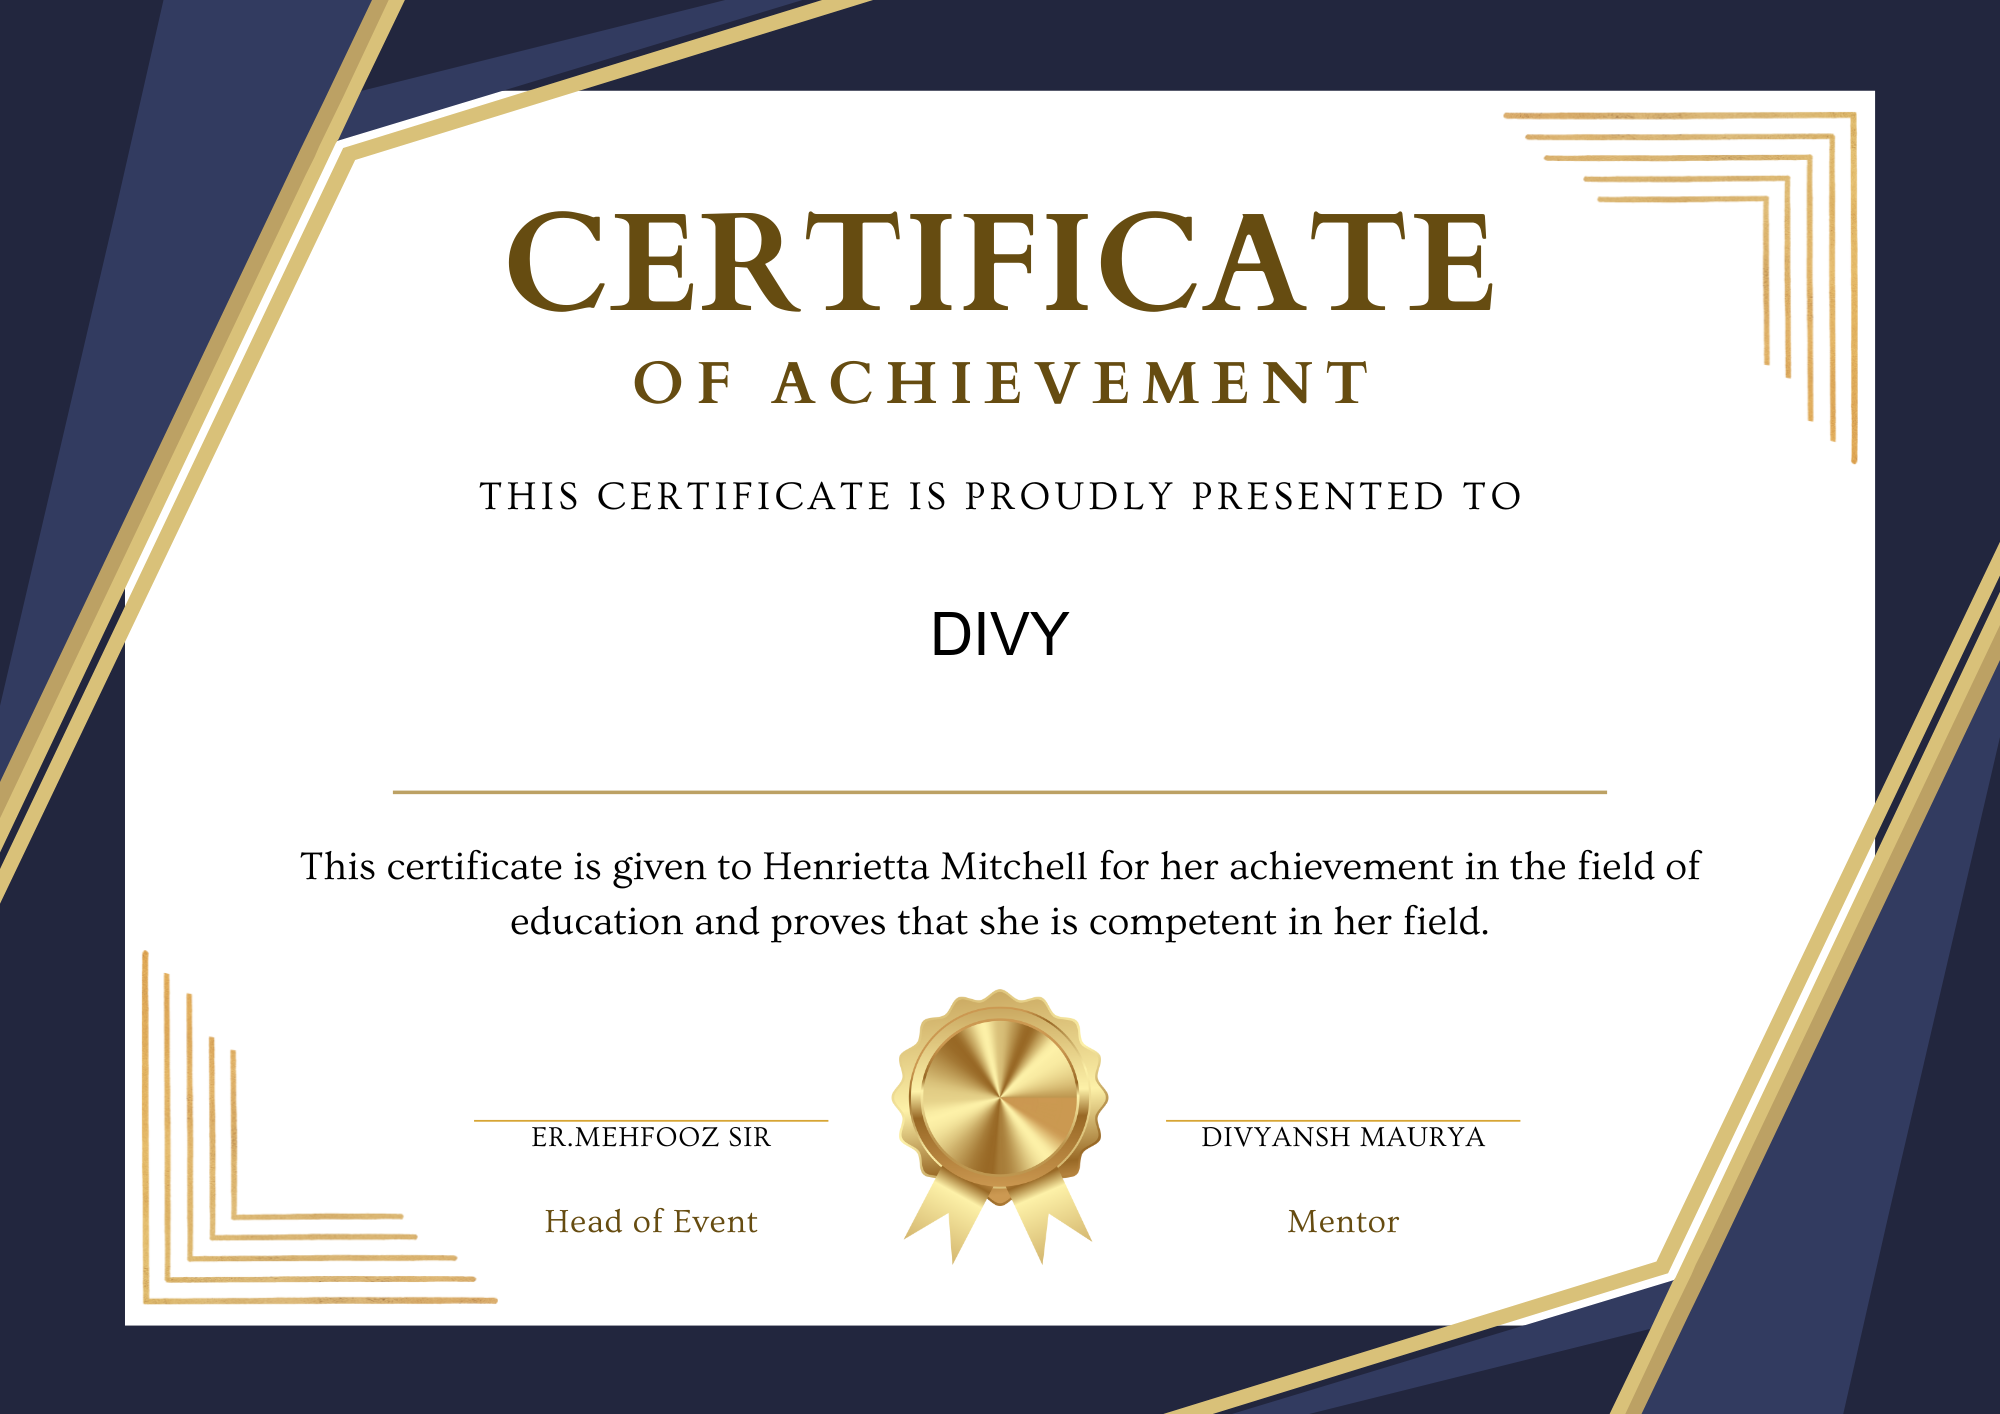 CERTIFICATE
OF ACHIEVEMENT
THIS CERTIFICATE IS PROUDLY PRESENTED TO
DIVY
This certificate is given to Henrietta Mitchell for her achievement in the field of
education and proves that she is competent in her field.
ER.MEHFOOZ SIR
Head of Event
DIVYANSH MAURYA
Mentor